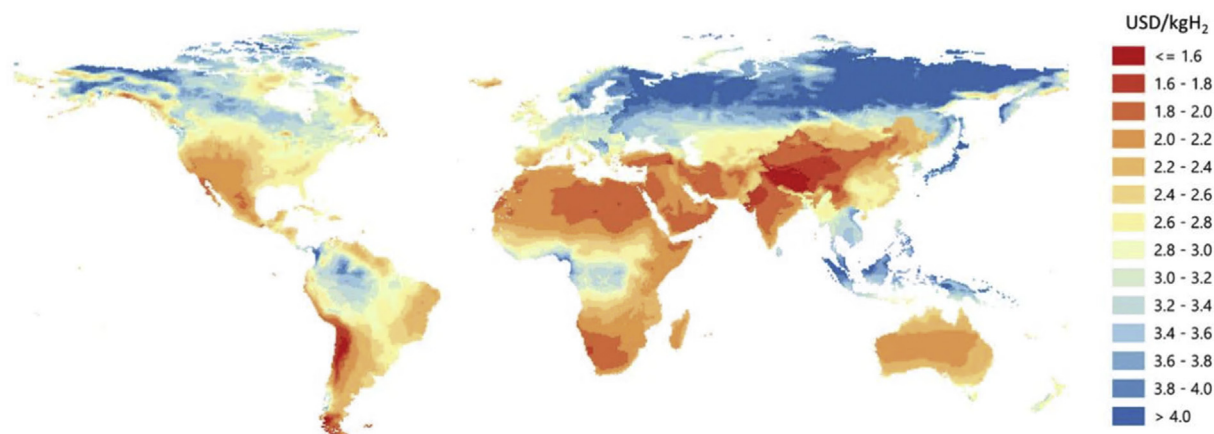 USD/kgH₂
<= 1.6
1.6 - 1.8
1.8 - 2.0
2.0 - 2.2
2.2 - 2.4
2.4 - 2.6
2.6 - 2.8
2.8 - 3.0
3.0 - 3.2
3.2 - 3.4
3.4 - 3.6
3.6 - 3.8
3.8 - 4.0
> 4.0